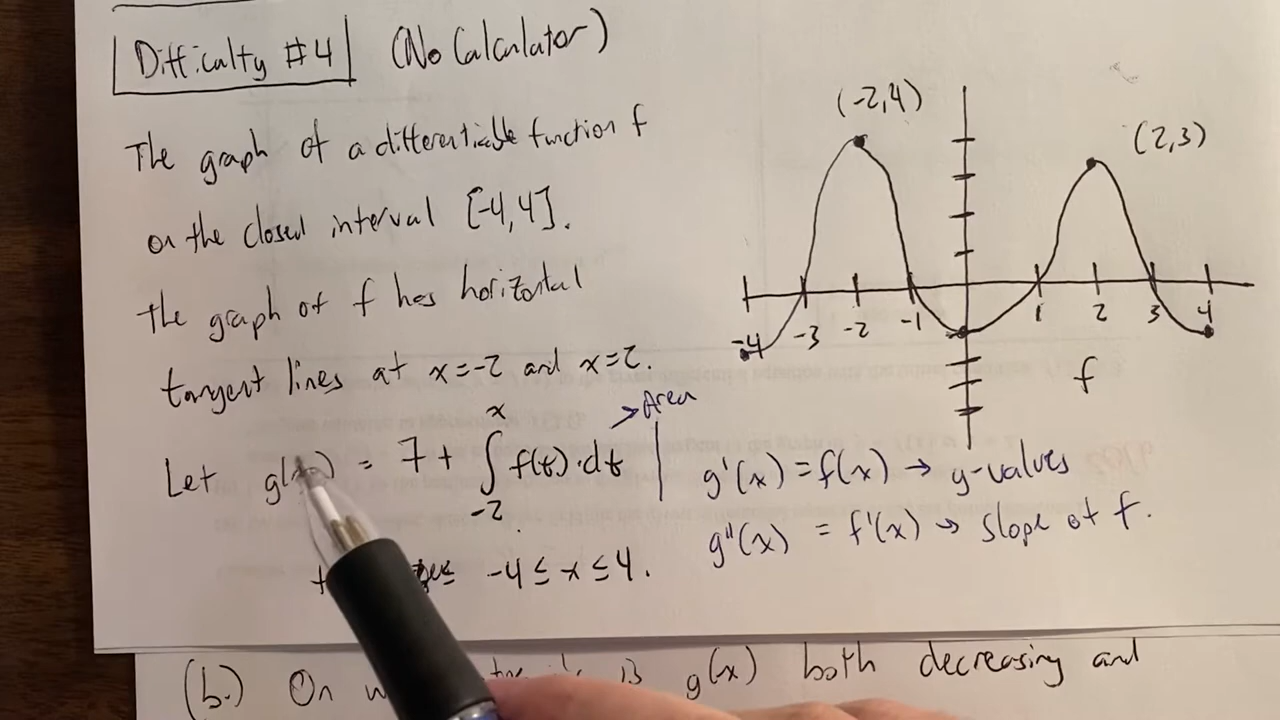 Difficulty #4 (No Calculator)
The graph of a differentiable function f
on the closed interval [-4,4].
the graph of f has horizontal
tangent lines at x=-2 and x=2.
Let g(x) = 7 + ∫_{-2}^{x} f(t)·dt
→ Area
-4 ≤ x ≤ 4.
g'(x) = f(x) → y-values
g''(x) = f'(x) → slope of f.
(-2,4)
(2,3)
-4 -3 -2 -1 1 2 3 4
f
(b.) On is g(x) both decreasing and